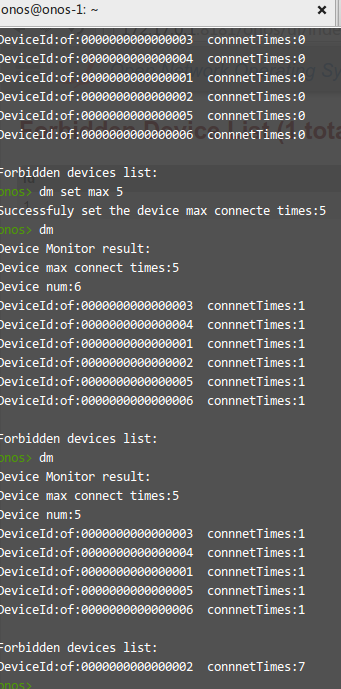 onos@onos-1: ~
DeviceId:of:0000000000000003 connnetTimes:0
DeviceId:of:0000000000000004 connnetTimes:0
DeviceId:of:0000000000000001 connnetTimes:0
DeviceId:of:0000000000000002 connnetTimes:0
DeviceId:of:0000000000000005 connnetTimes:0
DeviceId:of:0000000000000006 connnetTimes:0
Forbidden devices list:
onos> dm set max 5
Successfuly set the device max connecte times:5
onos> dm
Device Monitor result:
Device max connect times:5
Device num:6
DeviceId:of:0000000000000003 connnetTimes:1
DeviceId:of:0000000000000004 connnetTimes:1
DeviceId:of:0000000000000001 connnetTimes:1
DeviceId:of:0000000000000002 connnetTimes:1
DeviceId:of:0000000000000005 connnetTimes:1
DeviceId:of:0000000000000006 connnetTimes:1
Forbidden devices list:
onos> dm
Device Monitor result:
Device max connect times:5
Device num:5
DeviceId:of:0000000000000003 connnetTimes:1
DeviceId:of:0000000000000004 connnetTimes:1
DeviceId:of:0000000000000001 connnetTimes:1
DeviceId:of:0000000000000005 connnetTimes:1
DeviceId:of:0000000000000006 connnetTimes:1
Forbidden devices list:
DeviceId:of:0000000000000002 connnetTimes:7
onos>